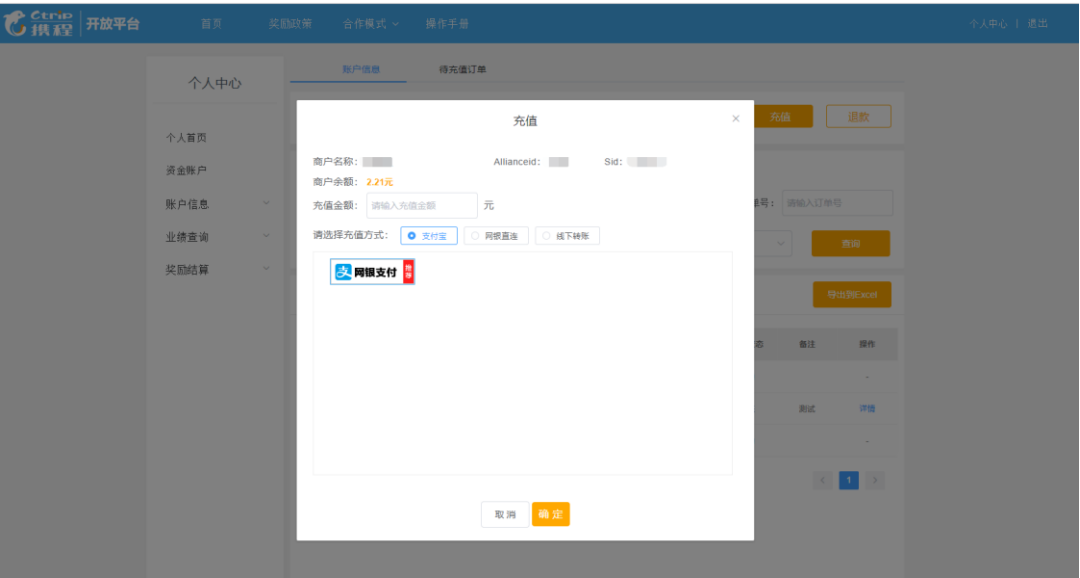 Ctrip 携程 开放平台 首页 奖励政策 合作模式 操作手册 个人中心 | 退出
个人中心
个人首页
资金账户
账户信息
业绩查询
奖励结算
账户信息 待充值订单
充值 退款
单号： 请输入订单号
查询
导出到Excel
态 备注 操作
-
测试 详情
-
< 1 >
充值 ×
商户名称： Allianceid： Sid：
商户余额： 2.21元
充值金额： 请输入充值金额 元
请选择充值方式： 支付宝 网银直连 线下转账
支 网银支付 推荐
取消 确定